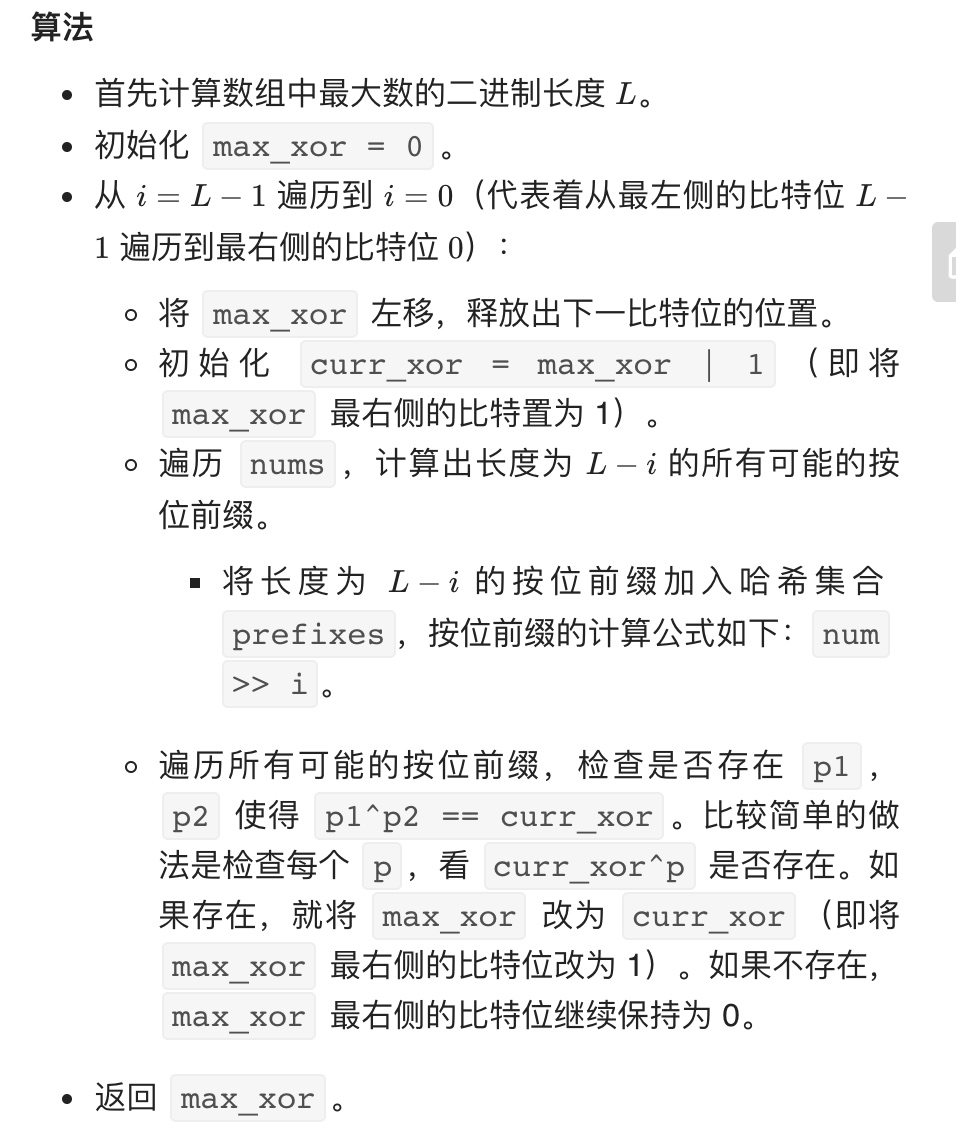 算法
首先计算数组中最大数的二进制长度 L。
初始化 max_xor = 0 。
从 i = L − 1 遍历到 i = 0（代表着从最左侧的比特位 L −
1 遍历到最右侧的比特位 0）:
将 max_xor 左移，释放出下一比特位的位置。
初始化 curr_xor = max_xor | 1 （即将
max_xor 最右侧的比特置为 1）。
遍历 nums ，计算出长度为 L − i 的所有可能的按
位前缀。
将长度为 L − i 的按位前缀加入哈希集合
prefixes，按位前缀的计算公式如下：num
>> i 。
遍历所有可能的按位前缀，检查是否存在 p1 ，
p2 使得 p1^p2 == curr_xor 。比较简单的做
法是检查每个 p ，看 curr_xor^p 是否存在。如
果存在，就将 max_xor 改为 curr_xor （即将
max_xor 最右侧的比特位改为 1）。如果不存在，
max_xor 最右侧的比特位继续保持为 0。
返回 max_xor 。